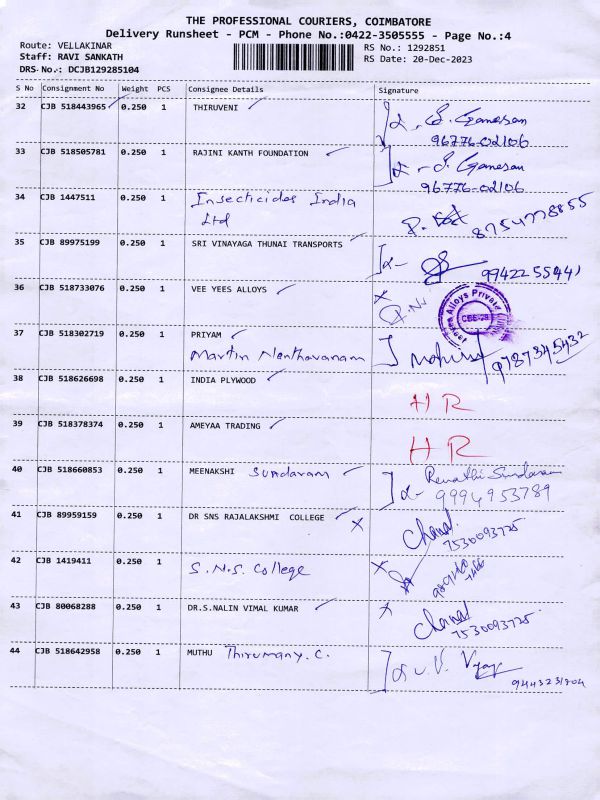 THE PROFESSIONAL COURIERS, COIMBATORE
Delivery Runsheet - PCM - Phone No.:0422-3505555 - Page No.:4
Route: VELLAKINAR
RS No.: 1292851
Staff: RAVI SANKATH
RS Date: 20-Dec-2023
DRS No.: DCJB129285104
S No Consignment No Weight PCS Consignee Details Signature
32 CJB 518443965 0.250 1 THIRUVENI
S. Ganesan
96776-02106
33 CJB 518505781 0.250 1 RAJINI KANTH FOUNDATION
S. Ganesan
96776-02106
34 CJB 1447511 0.250 1 Insecticides India
Ltd
8754778855
35 CJB 89975199 0.250 1 SRI VINAYAGA THUNAI TRANSPORTS
9942255441
36 CJB 518733076 0.250 1 VEE YEES ALLOYS
Alloys Private
37 CJB 518302719 0.250 1 PRIYAM
Martin Nanthavanam
9787345432
38 CJB 518626698 0.250 1 INDIA PLYWOOD
HR
39 CJB 518378374 0.250 1 AMEYAA TRADING
HR
40 CJB 518660853 0.250 1 MEENAKSHI Sundaram
Revathi Sundaram
9994953789
41 CJB 89959159 0.250 1 DR SNS RAJALAKSHMI COLLEGE
7530093725
42 CJB 1419411 0.250 1 S.N.S. College
43 CJB 80068288 0.250 1 DR.S.NALIN VIMAL KUMAR
7530093725
44 CJB 518642958 0.250 1 MUTHU Thirumany. C.